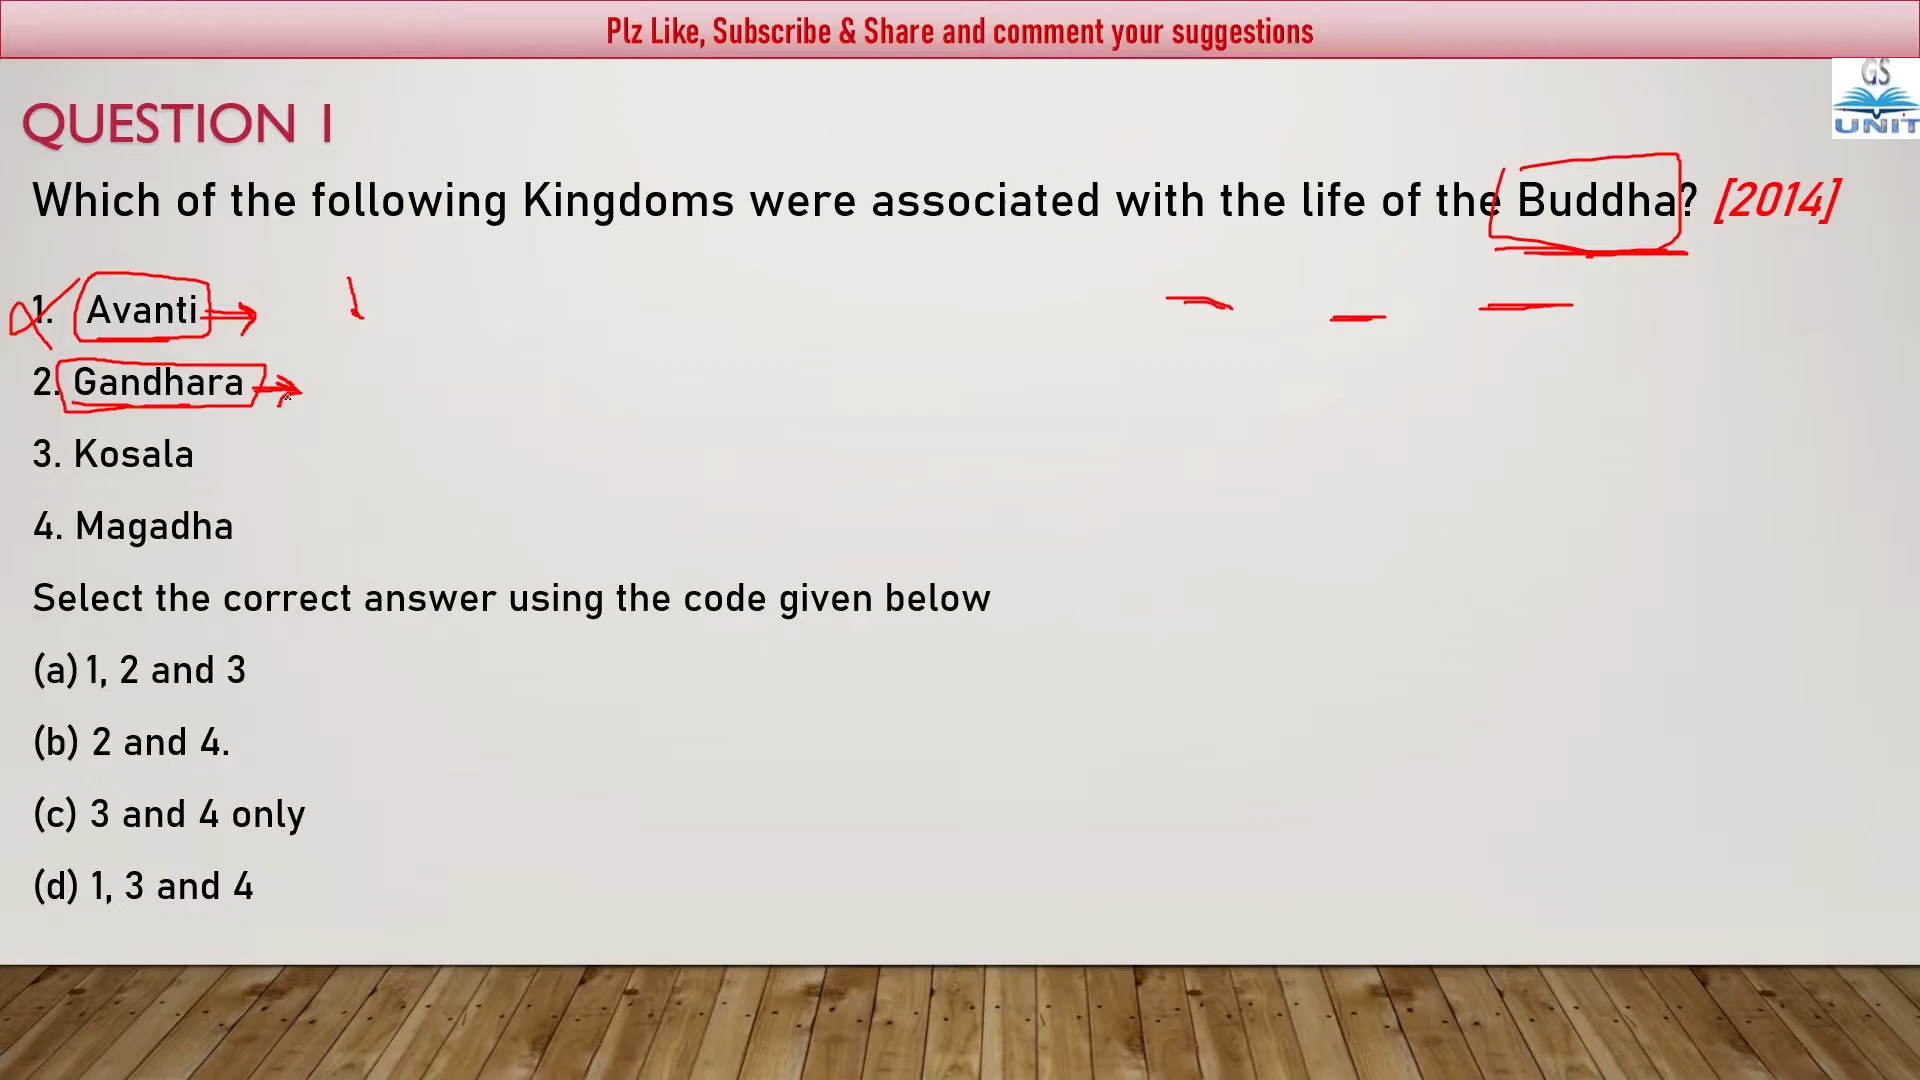 Plz Like, Subscribe & Share and comment your suggestions
GS
UNIT
QUESTION 1
Which of the following Kingdoms were associated with the life of the Buddha? [2014]
1. Avanti
2. Gandhara
3. Kosala
4. Magadha
Select the correct answer using the code given below
(a) 1, 2 and 3
(b) 2 and 4.
(c) 3 and 4 only
(d) 1, 3 and 4